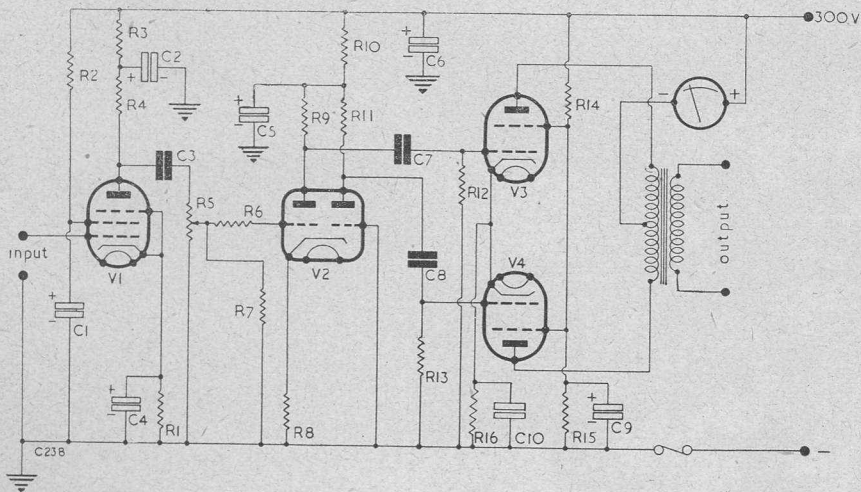 300V
R3
C2
+
-
R2
R4
R10
+
-
C6
R14
-
+
+
-
C5
R9
R11
C3
C7
R12
V3
R5
R6
input
V1
V2
V4
C8
output
+
-
C1
R7
R13
+
-
C4
R1
R8
R16
C10
R15
+
-
C9
C238
-